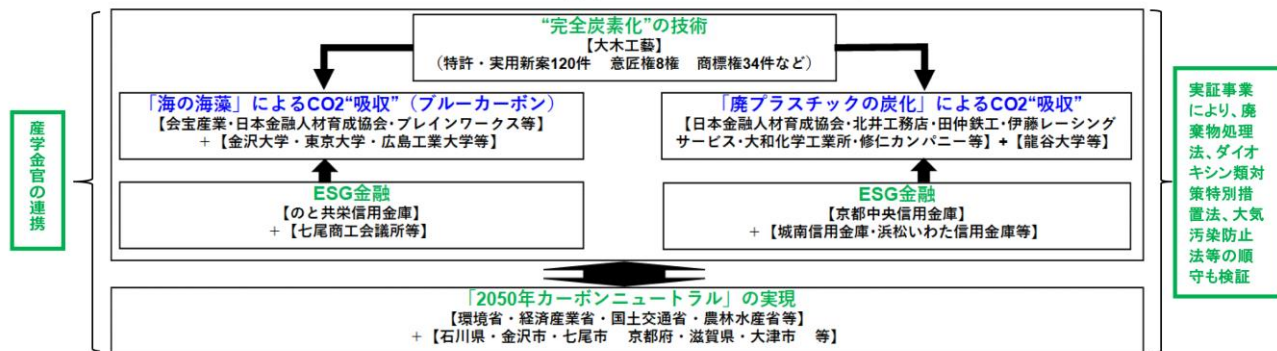 “完全炭素化”の技術
【大木工藝】
（特許・実用新案120件　意匠権8権　商標権34件など）
「海の海藻」によるCO2“吸収”（ブルーカーボン）
【会宝産業・日本金融人材育成協会・ブレインワークス等】
＋【金沢大学・東京大学・広島工業大学等】
「廃プラスチックの炭化」によるCO2“吸収”
【日本金融人材育成協会・北井工務店・田仲鉄工・伊藤レーシング
サービス・大和化学工業所・修仁カンパニー等】+【龍谷大学等】
ESG金融
【のと共栄信用金庫】
＋【七尾商工会議所等】
ESG金融
【京都中央信用金庫】
＋【城南信用金庫・浜松いわた信用金庫等】
「2050年カーボンニュートラル」の実現
【環境省・経済産業省・国土交通省・農林水産省等】
＋【石川県・金沢市・七尾市　京都府・滋賀県・大津市　等】
産学金官の連携
実証事業
により、廃
棄物処理
法、ダイオ
キシン類対
策特別措
置法、大気
汚染防止
法等の順
守も検証